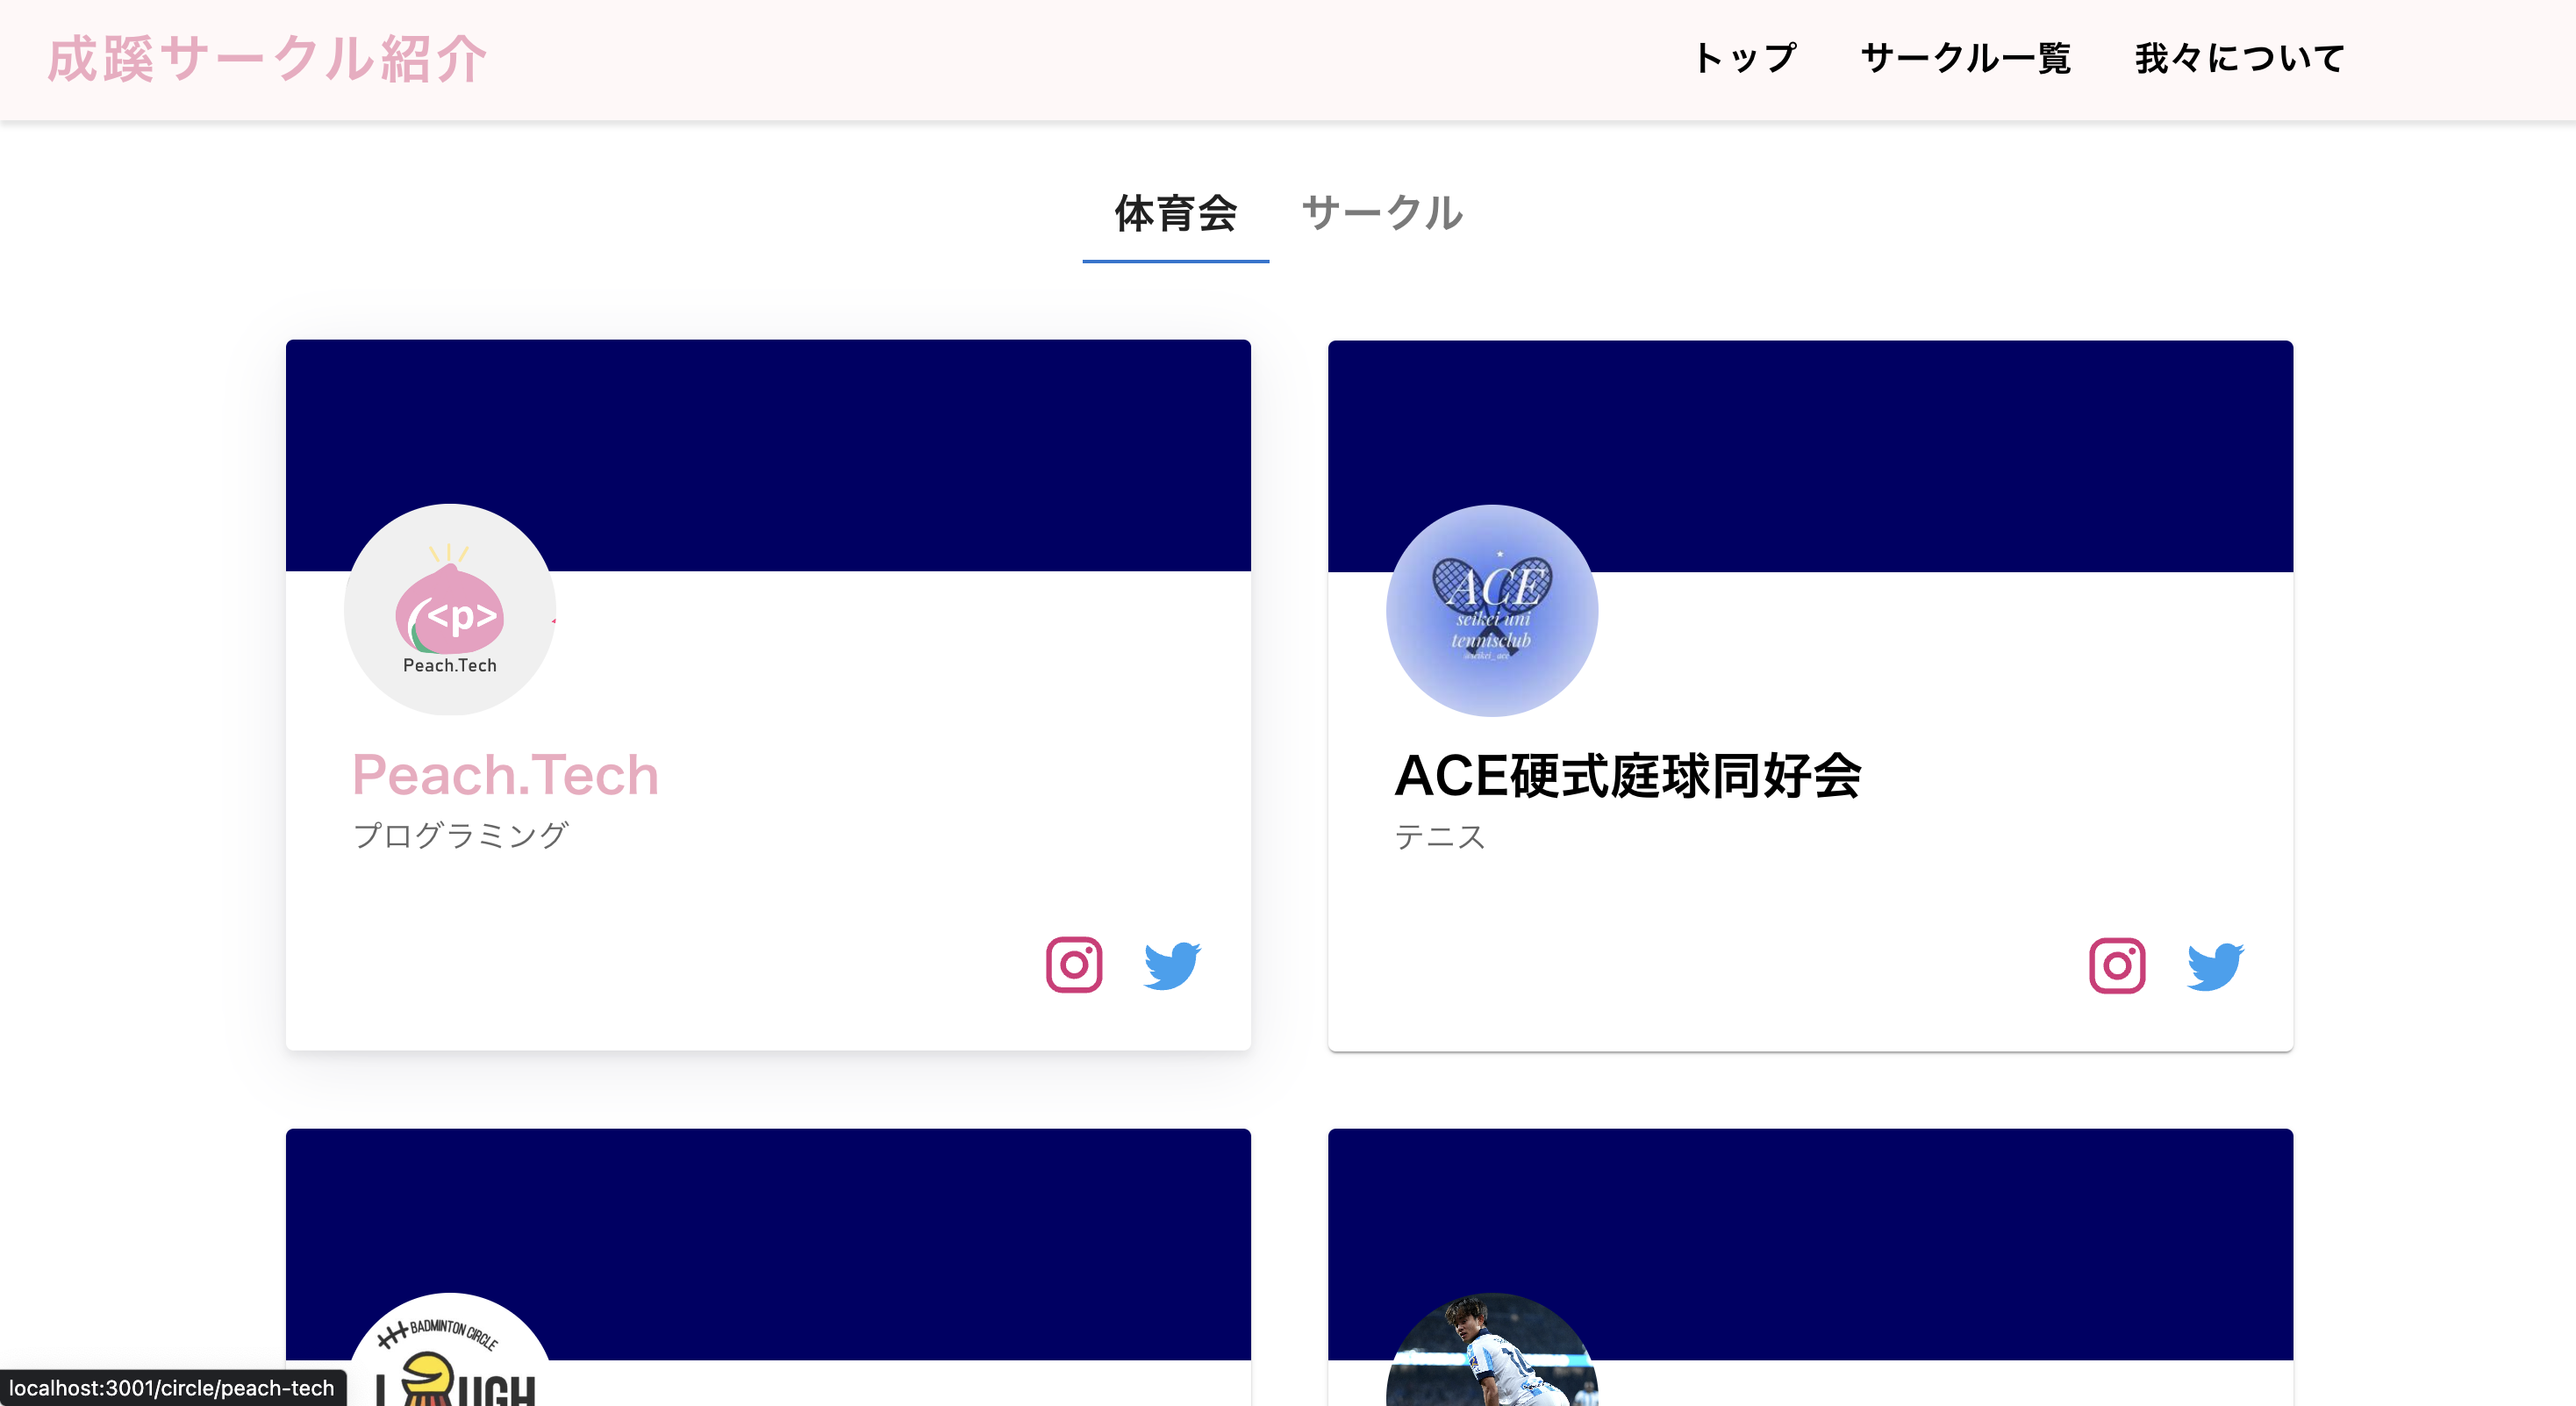 成蹊サークル紹介
トップ サークル一覧 我々について
体育会 サークル
<p>
Peach.Tech
Peach.Tech
プログラミング
ACE
seikei uni
tennisclub
@seikei_ace
ACE硬式庭球同好会
テニス
BADMINTON CIRCLE
localhost:3001/circle/peach-tech